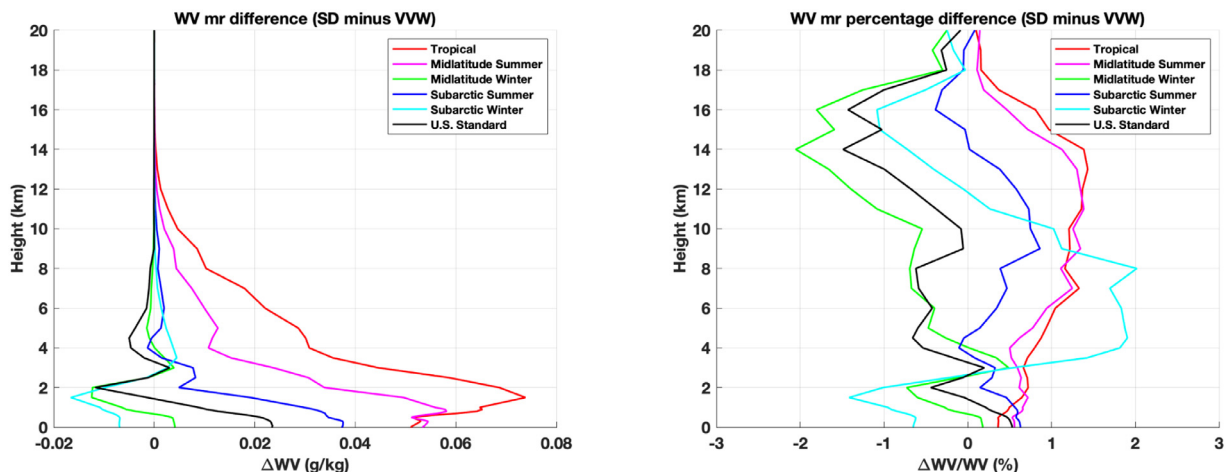 WV mr difference (SD minus VVW)
20
18
16
14
12
10
8
6
4
2
0
Height (km)
Tropical
Midlatitude Summer
Midlatitude Winter
Subarctic Summer
Subarctic Winter
U.S. Standard
-0.02 0 0.02 0.04 0.06 0.08
ΔWV (g/kg)
WV mr percentage difference (SD minus VVW)
20
18
16
14
12
10
8
6
4
2
0
Height (km)
Tropical
Midlatitude Summer
Midlatitude Winter
Subarctic Summer
Subarctic Winter
U.S. Standard
-3 -2 -1 0 1 2 3
ΔWV/WV (%)